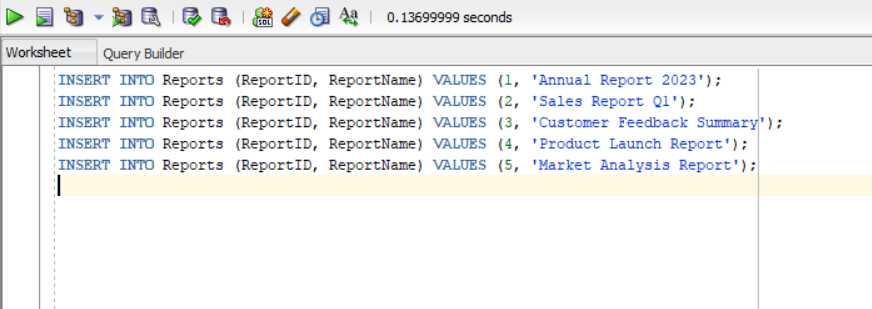 SQL
0.13699999 seconds
Worksheet
Query Builder
INSERT INTO Reports (ReportID, ReportName) VALUES (1, 'Annual Report 2023');
INSERT INTO Reports (ReportID, ReportName) VALUES (2, 'Sales Report Q1');
INSERT INTO Reports (ReportID, ReportName) VALUES (3, 'Customer Feedback Summary');
INSERT INTO Reports (ReportID, ReportName) VALUES (4, 'Product Launch Report');
INSERT INTO Reports (ReportID, ReportName) VALUES (5, 'Market Analysis Report');